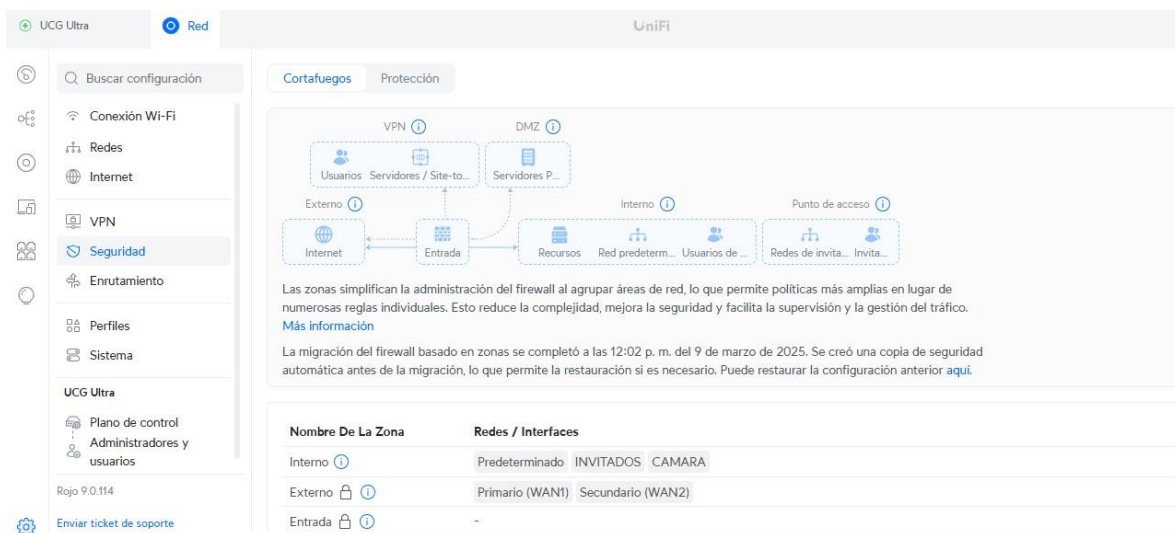 UCG Ultra
Red
UniFi
Buscar configuración
Conexión Wi-Fi
Redes
Internet
VPN
Seguridad
Enrutamiento
Perfiles
Sistema
UCG Ultra
Plano de control
Administradores y
usuarios
Rojo 9.0.114
Enviar ticket de soporte
Cortafuegos Protección
VPN DMZ
Usuarios Servidores / Site-to... Servidores P...
Externo Interno Punto de acceso
Internet Entrada Recursos Red predeterm... Usuarios de ... Redes de invita... Invita...
Las zonas simplifican la administración del firewall al agrupar áreas de red, lo que permite políticas más amplias en lugar de
numerosas reglas individuales. Esto reduce la complejidad, mejora la seguridad y facilita la supervisión y la gestión del tráfico.
Más información
La migración del firewall basado en zonas se completó a las 12:02 p. m. del 9 de marzo de 2025. Se creó una copia de seguridad
automática antes de la migración, lo que permite la restauración si es necesario. Puede restaurar la configuración anterior aquí.
Nombre De La Zona Redes / Interfaces
Interno Predeterminado INVITADOS CAMARA
Externo Primario (WAN1) Secundario (WAN2)
Entrada -